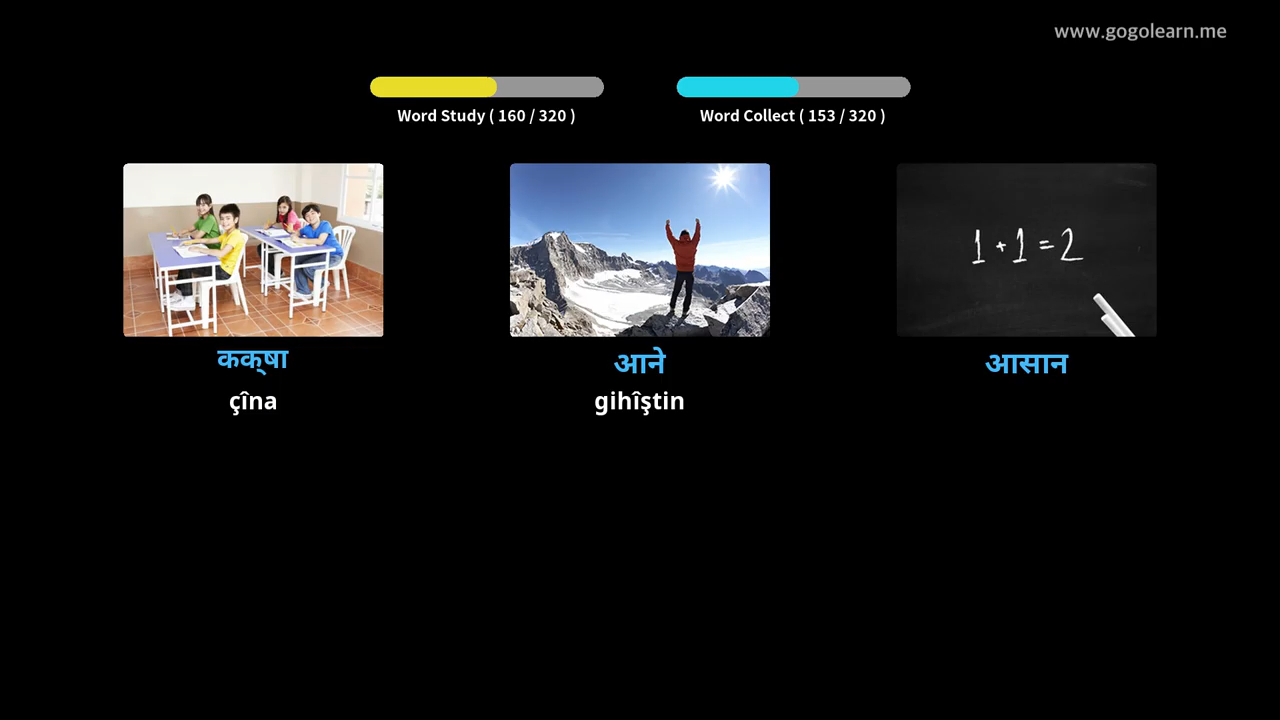 www.gogolearn.me
Word Study ( 160 / 320 )
Word Collect ( 153 / 320 )
1 + 1 = 2
कक्‌षा
आने
आसान
çîna
gihîştin